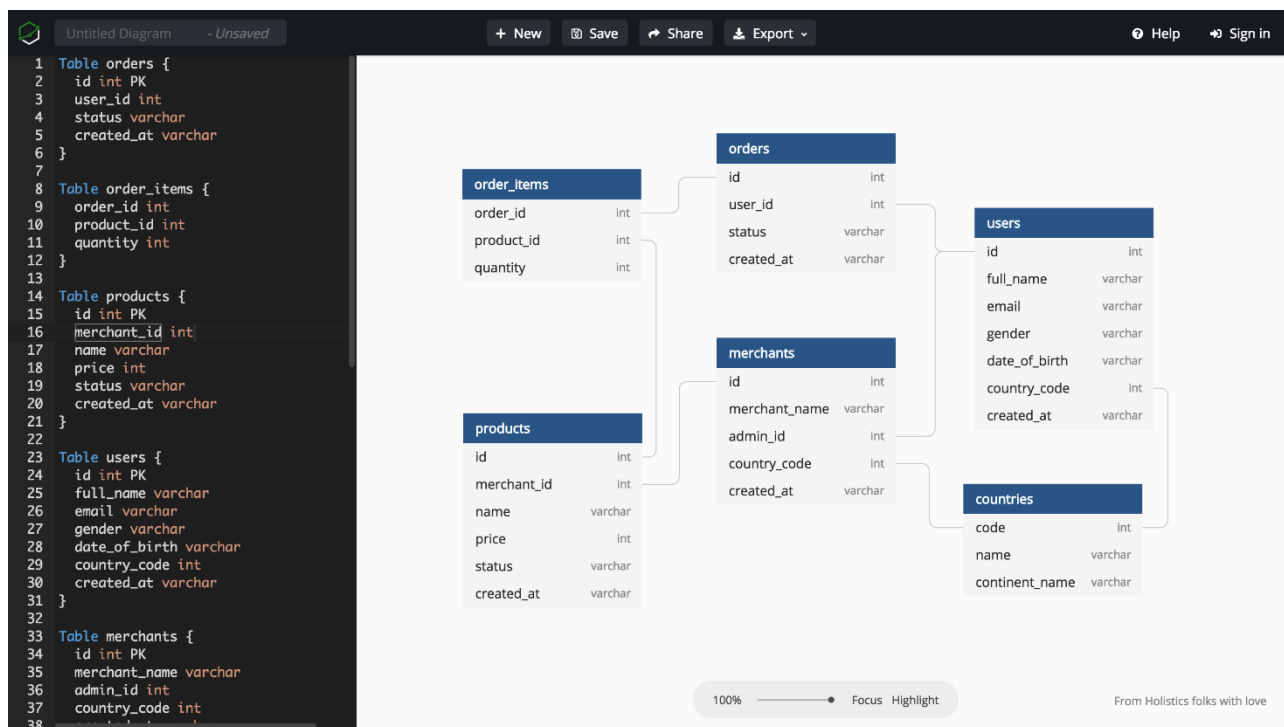 Untitled Diagram - Unsaved
+ New Save Share Export
Help Sign in
1 Table orders {
2 id int PK
3 user_id int
4 status varchar
5 created_at varchar
6 }
7
8 Table order_items {
9 order_id int
10 product_id int
11 quantity int
12 }
13
14 Table products {
15 id int PK
16 merchant_id int
17 name varchar
18 price int
19 status varchar
20 created_at varchar
21 }
22
23 Table users {
24 id int PK
25 full_name varchar
26 email varchar
27 gender varchar
28 date_of_birth varchar
29 country_code int
30 created_at varchar
31 }
32
33 Table merchants {
34 id int PK
35 merchant_name varchar
36 admin_id int
37 country_code int
38
order_items
order_id int
product_id int
quantity int
orders
id int
user_id int
status varchar
created_at varchar
users
id int
full_name varchar
email varchar
gender varchar
date_of_birth varchar
country_code int
created_at varchar
merchants
id int
merchant_name varchar
admin_id int
country_code int
created_at varchar
products
id int
merchant_id int
name varchar
price int
status varchar
created_at varchar
countries
code int
name varchar
continent_name varchar
100% Focus Highlight
From Holistics folks with love